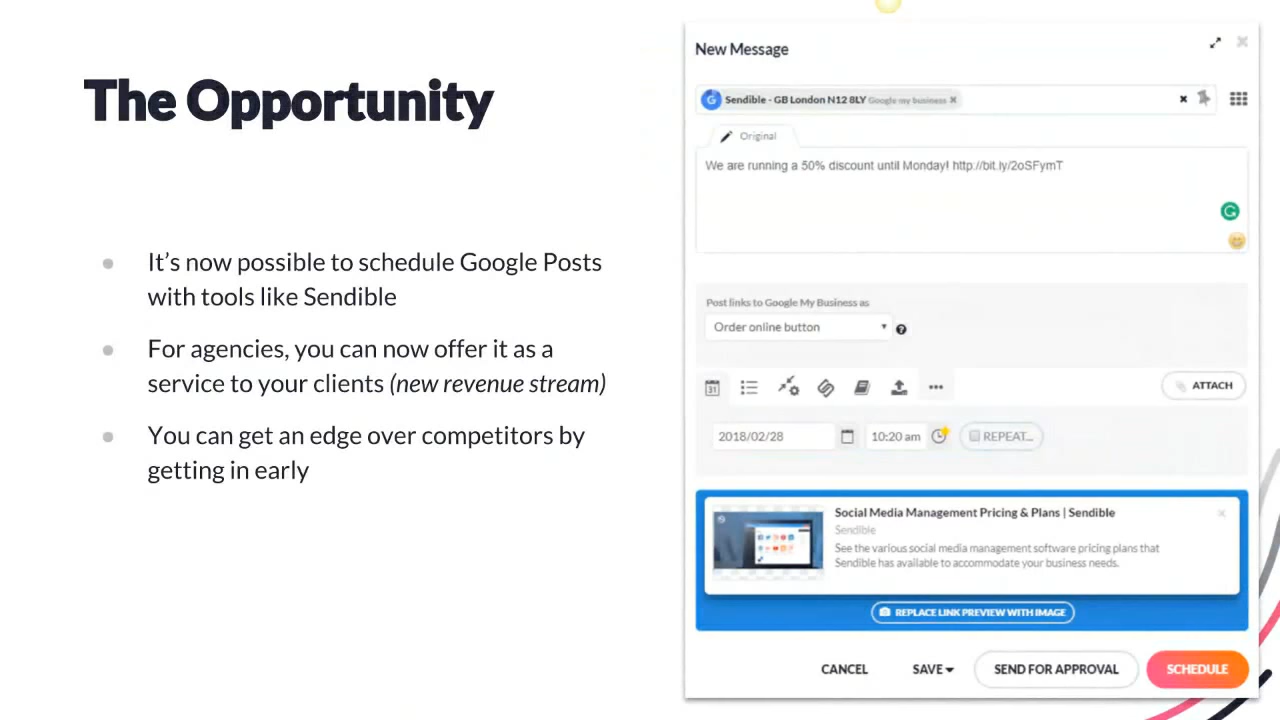 The Opportunity
It's now possible to schedule Google Posts
with tools like Sendible
For agencies, you can now offer it as a
service to your clients (new revenue stream)
You can get an edge over competitors by
getting in early
New Message
Sendible - GB London N12 8LY Google my business
Original
We are running a 50% discount until Monday! http://bit.ly/2oSFymT
Post links to Google My Business as
Order online button
31
ATTACH
2018/02/28
10:20 am
REPEAT...
Social Media Management Pricing & Plans | Sendible
Sendible
See the various social media management software pricing plans that
Sendible has available to accommodate your business needs.
REPLACE LINK PREVIEW WITH IMAGE
CANCEL
SAVE
SEND FOR APPROVAL
SCHEDULE